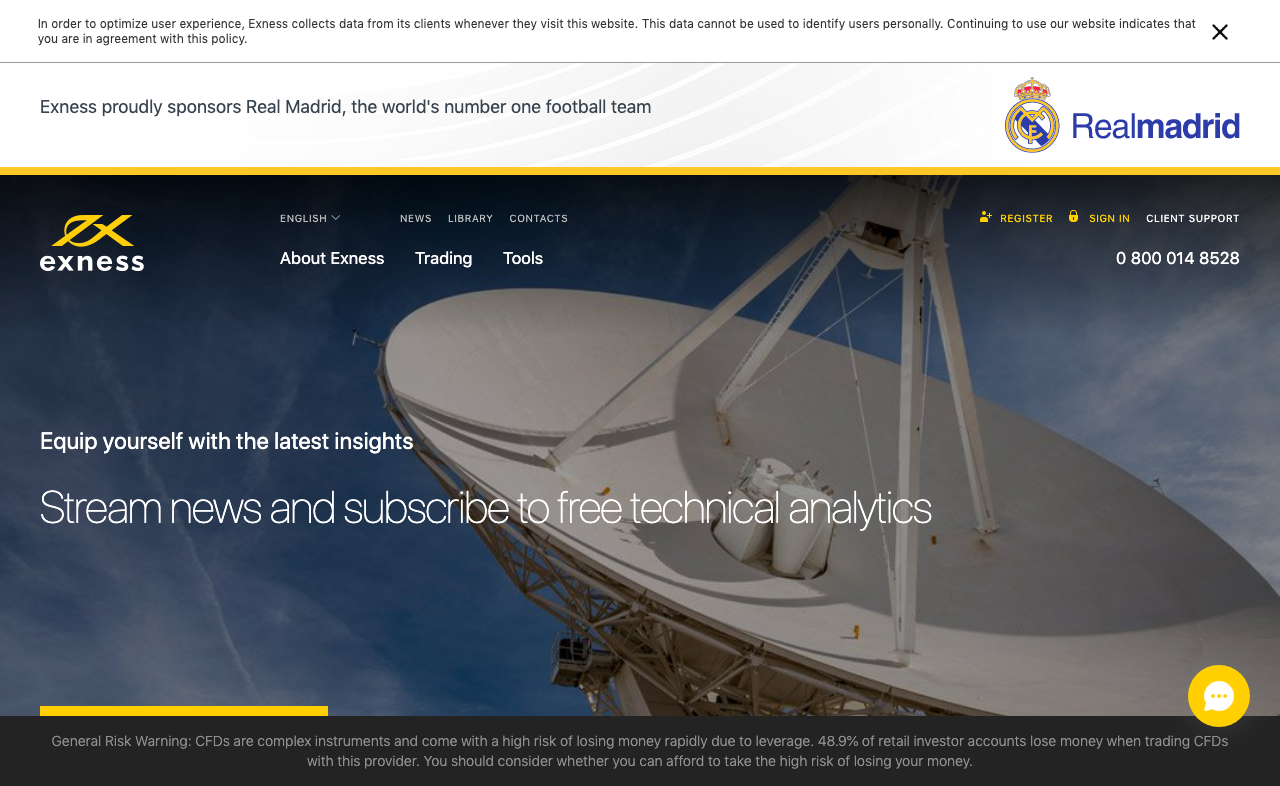 In order to optimize user experience, Exness collects data from its clients whenever they visit this website. This data cannot be used to identify users personally. Continuing to use our website indicates that
you are in agreement with this policy.
Exness proudly sponsors Real Madrid, the world's number one football team
Realmadrid
exness
ENGLISH
NEWS
LIBRARY
CONTACTS
REGISTER
SIGN IN
CLIENT SUPPORT
About Exness
Trading
Tools
0 800 014 8528
Equip yourself with the latest insights
Stream news and subscribe to free technical analytics
General Risk Warning: CFDs are complex instruments and come with a high risk of losing money rapidly due to leverage. 48.9% of retail investor accounts lose money when trading CFDs
with this provider. You should consider whether you can afford to take the high risk of losing your money.